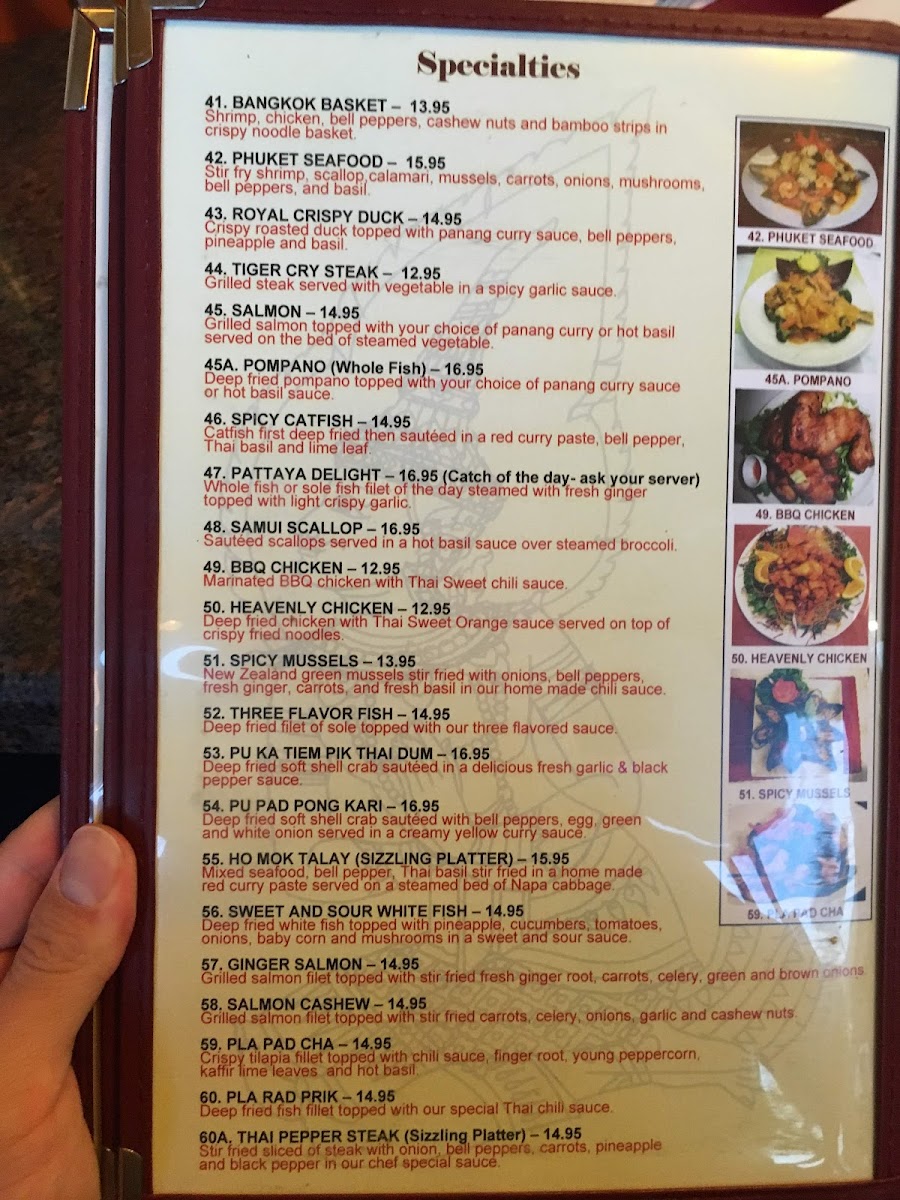 Specialties
41. BANGKOK BASKET – 13.95
Shrimp, chicken, bell peppers, cashew nuts and bamboo strips in
crispy noodle basket.
42. PHUKET SEAFOOD – 15.95
Stir fry shrimp, scallop,calamari, mussels, carrots, onions, mushrooms,
bell peppers, and basil.
43. ROYAL CRISPY DUCK – 14.95
Crispy roasted duck topped with panang curry sauce, bell peppers,
pineapple and basil.
44. TIGER CRY STEAK – 12.95
Grilled steak served with vegetable in a spicy garlic sauce.
45. SALMON – 14.95
Grilled salmon topped with your choice of panang curry or hot basil
served on the bed of steamed vegetable.
45A. POMPANO (Whole Fish) – 16.95
Deep fried pompano topped with your choice of panang curry sauce
or hot basil sauce.
46. SPICY CATFISH – 14.95
Catfish first deep fried then sautéed in a red curry paste, bell pepper,
Thai basil and lime leaf.
47. PATTAYA DELIGHT – 16.95 (Catch of the day- ask your server)
Whole fish or sole fish filet of the day steamed with fresh ginger
topped with light crispy garlic.
48. SAMUI SCALLOP – 16.95
Sautéed scallops served in a hot basil sauce over steamed broccoli.
49. BBQ CHICKEN – 12.95
Marinated BBQ chicken with Thai Sweet chili sauce.
50. HEAVENLY CHICKEN – 12.95
Deep fried chicken with Thai Sweet Orange sauce served on top of
crispy fried noodles.
51. SPICY MUSSELS – 13.95
New Zealand green mussels stir fried with onions, bell peppers,
fresh ginger, carrots, and fresh basil in our home made chili sauce.
52. THREE FLAVOR FISH – 14.95
Deep fried filet of sole topped with our three flavored sauce.
53. PU KA TIEM PIK THAI DUM – 16.95
Deep fried soft shell crab sautéed in a delicious fresh garlic & black
pepper sauce.
54. PU PAD PONG KARI – 16.95
Deep fried soft shell crab sautéed with bell peppers, egg, green
and white onion served in a creamy yellow curry sauce.
55. HO MOK TALAY (SIZZLING PLATTER) – 15.95
Mixed seafood, bell pepper, Thai basil stir fried in a home made
red curry paste served on a steamed bed of Napa cabbage.
56. SWEET AND SOUR WHITE FISH – 14.95
Deep fried white fish topped with pineapple, cucumbers, tomatoes,
onions, baby corn and mushrooms in a sweet and sour sauce.
57. GINGER SALMON – 14.95
Grilled salmon filet topped with stir fried fresh ginger root, carrots, celery, green and brown onions.
58. SALMON CASHEW – 14.95
Grilled salmon filet topped with stir fried carrots, celery, onions, garlic and cashew nuts.
59. PLA PAD CHA – 14.95
Crispy tilapia fillet topped with chili sauce, finger root, young peppercorn,
kaffir lime leaves and hot basil.
60. PLA RAD PRIK – 14.95
Deep fried fish fillet topped with our special Thai chili sauce.
60A. THAI PEPPER STEAK (Sizzling Platter) – 14.95
Stir fried sliced of steak with onion, bell peppers, carrots, pineapple
and black pepper in our chef special sauce.
42. PHUKET SEAFOOD
45A. POMPANO
49. BBQ CHICKEN
50. HEAVENLY CHICKEN
51. SPICY MUSSELS
59. PLA PAD CHA